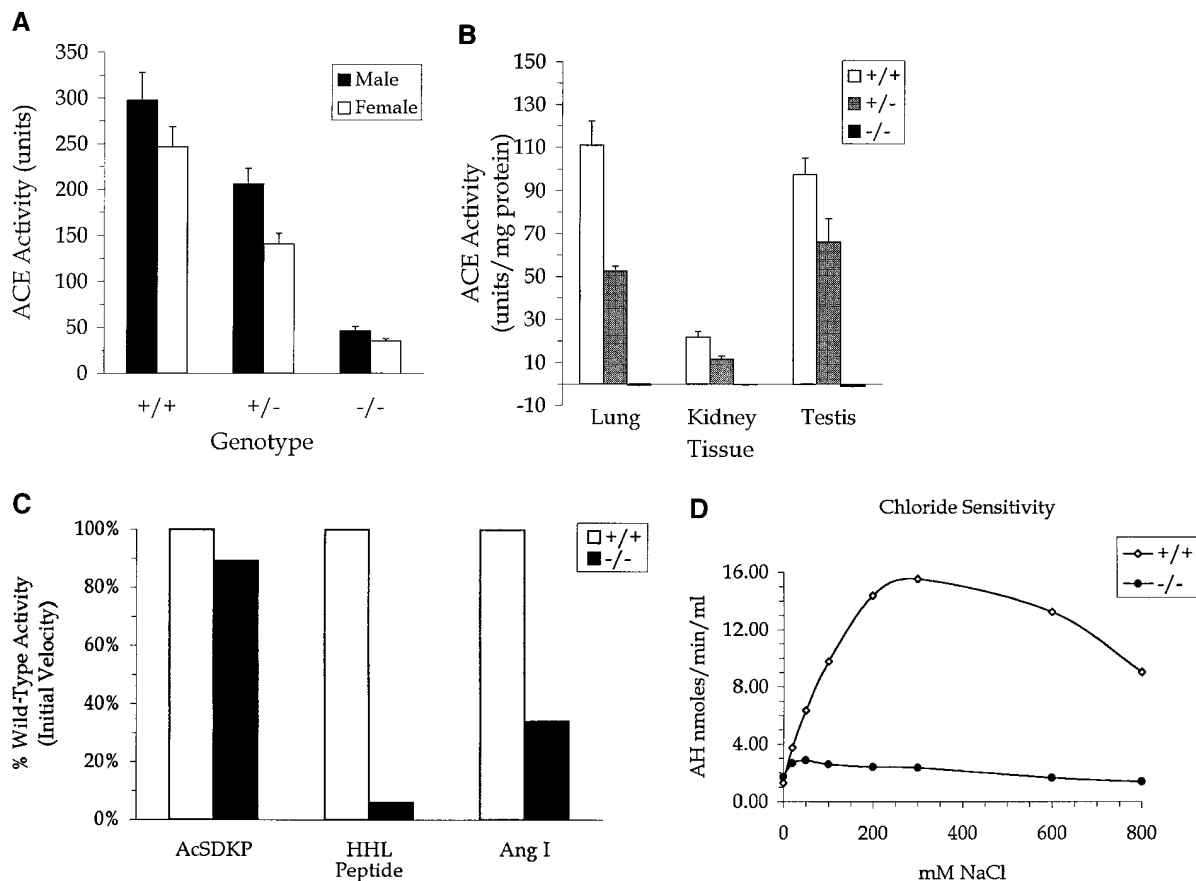 A
ACE Activity (units)
350
300
250
200
150
100
50
0
Male
Female
+/+
+/-
-/-
Genotype
B
ACE Activity
(units/mg protein)
150
130
110
90
70
50
30
10
-10
+/+
+/-
-/-
Lung
Kidney
Testis
Tissue
C
% Wild-Type Activity
(Initial Velocity)
100%
80%
60%
40%
20%
0%
+/+
-/-
AcSDKP
HHL
Ang I
Peptide
D
Chloride Sensitivity
+/+
-/-
AH nmoles/min/ml
16.00
12.00
8.00
4.00
0.00
0
200
400
600
800
mM NaCl